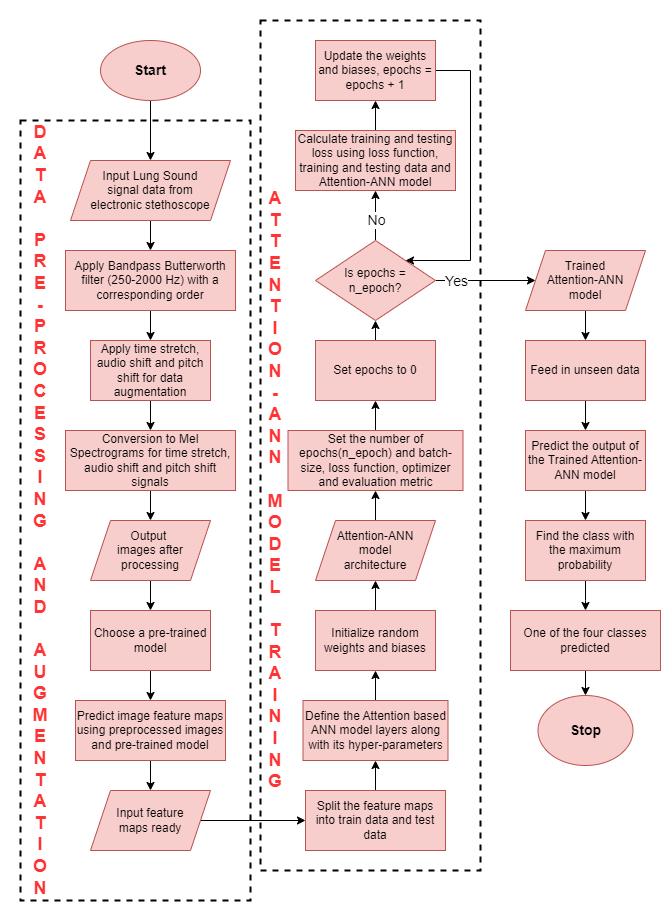 Start
DATA PRE-PROCESSING AND AUGMENTATION
Input Lung Sound
signal data from
electronic stethoscope
Apply Bandpass Butterworth
filter (250-2000 Hz) with a
corresponding order
Apply time stretch,
audio shift and pitch
shift for data
augmentation
Conversion to Mel
Spectrograms for time stretch,
audio shift and pitch shift
signals
Output
images after
processing
Choose a pre-trained
model
Predict image feature maps
using preprocessed images
and pre-trained model
Input feature
maps ready
ATTENTION-ANN MODEL TRAINING
Split the feature maps
into train data and test
data
Define the Attention based
ANN model layers along
with its hyper-parameters
Initialize random
weights and biases
Attention-ANN
model
architecture
Set the number of
epochs(n_epoch) and batch-
size, loss function, optimizer
and evaluation metric
Set epochs to 0
Is epochs =
n_epoch?
No
Calculate training and testing
loss using loss function,
training and testing data and
Attention-ANN model
Update the weights
and biases, epochs =
epochs + 1
Yes
Trained
Attention-ANN
model
Feed in unseen data
Predict the output of
the Trained Attention-
ANN model
Find the class with
the maximum
probability
One of the four classes
predicted
Stop